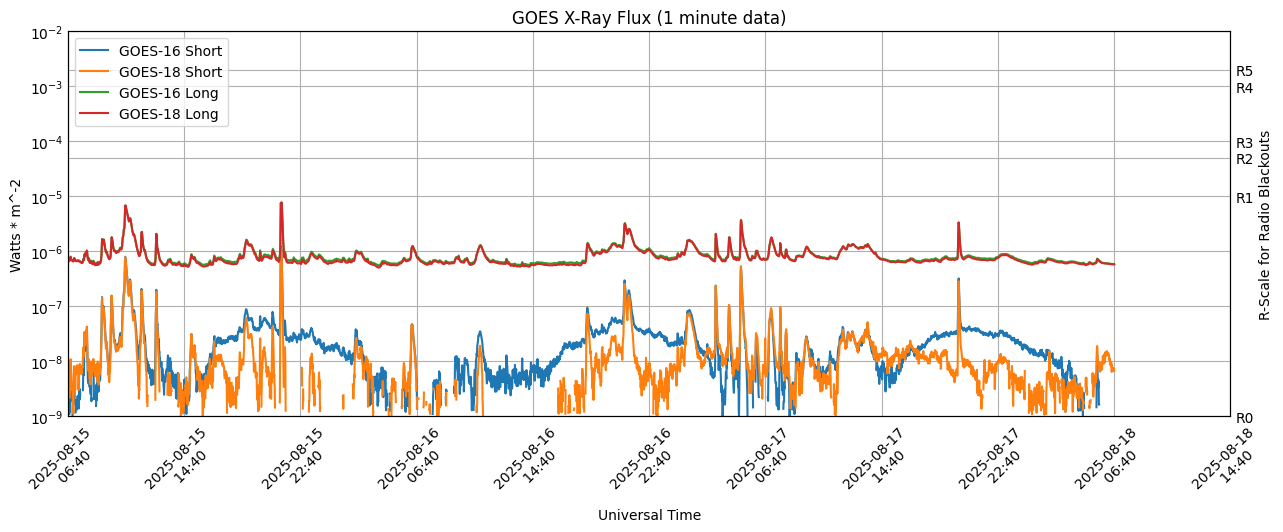 GOES X-Ray Flux (1 minute data)
GOES-16 Short
GOES-18 Short
GOES-16 Long
GOES-18 Long
10^-2
10^-3
10^-4
10^-5
10^-6
10^-7
10^-8
10^-9
Watts * m^-2
R5
R4
R3
R2
R1
R0
R-Scale for Radio Blackouts
2025-08-15
06:40
2025-08-15
14:40
2025-08-15
22:40
2025-08-16
06:40
2025-08-16
14:40
2025-08-16
22:40
2025-08-17
06:40
2025-08-17
14:40
2025-08-17
22:40
2025-08-18
06:40
2025-08-18
14:40
Universal Time